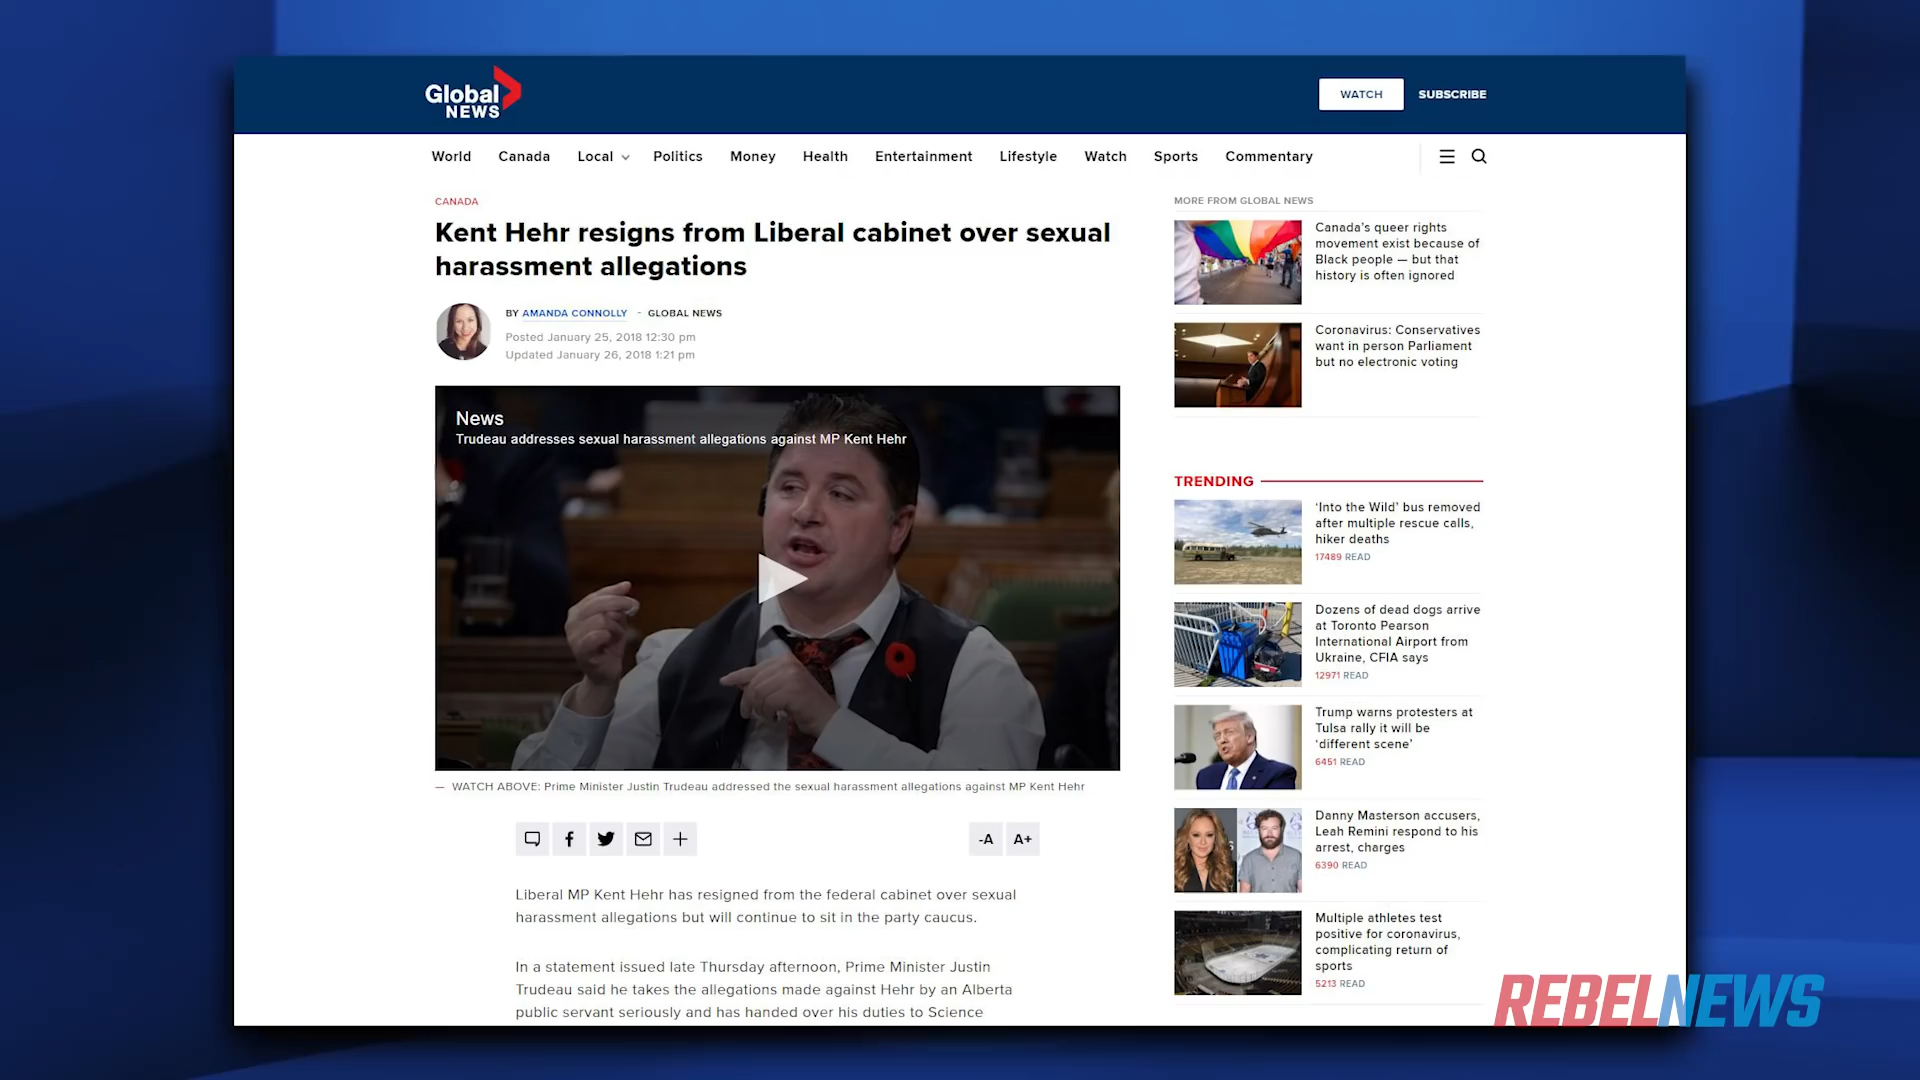 Global
NEWS
WATCH
SUBSCRIBE
World
Canada
Local
Politics
Money
Health
Entertainment
Lifestyle
Watch
Sports
Commentary
CANADA
Kent Hehr resigns from Liberal cabinet over sexual
harassment allegations
BY AMANDA CONNOLLY - GLOBAL NEWS
Posted January 25, 2018 12:30 pm
Updated January 26, 2018 1:21 pm
News
Trudeau addresses sexual harassment allegations against MP Kent Hehr
— WATCH ABOVE: Prime Minister Justin Trudeau addressed the sexual harassment allegations against MP Kent Hehr
-A
A+
Liberal MP Kent Hehr has resigned from the federal cabinet over sexual
harassment allegations but will continue to sit in the party caucus.
In a statement issued late Thursday afternoon, Prime Minister Justin
Trudeau said he takes the allegations made against Hehr by an Alberta
public servant seriously and has handed over his duties to Science
MORE FROM GLOBAL NEWS
Canada's queer rights
movement exist because of
Black people — but that
history is often ignored
Coronavirus: Conservatives
want in person Parliament
but no electronic voting
TRENDING
'Into the Wild' bus removed
after multiple rescue calls,
hiker deaths
17489 READ
Dozens of dead dogs arrive
at Toronto Pearson
International Airport from
Ukraine, CFIA says
12971 READ
Trump warns protesters at
Tulsa rally it will be
'different scene'
6451 READ
Danny Masterson accusers,
Leah Remini respond to his
arrest, charges
6390 READ
Multiple athletes test
positive for coronavirus,
complicating return of
sports
5213 READ
REBELNEWS